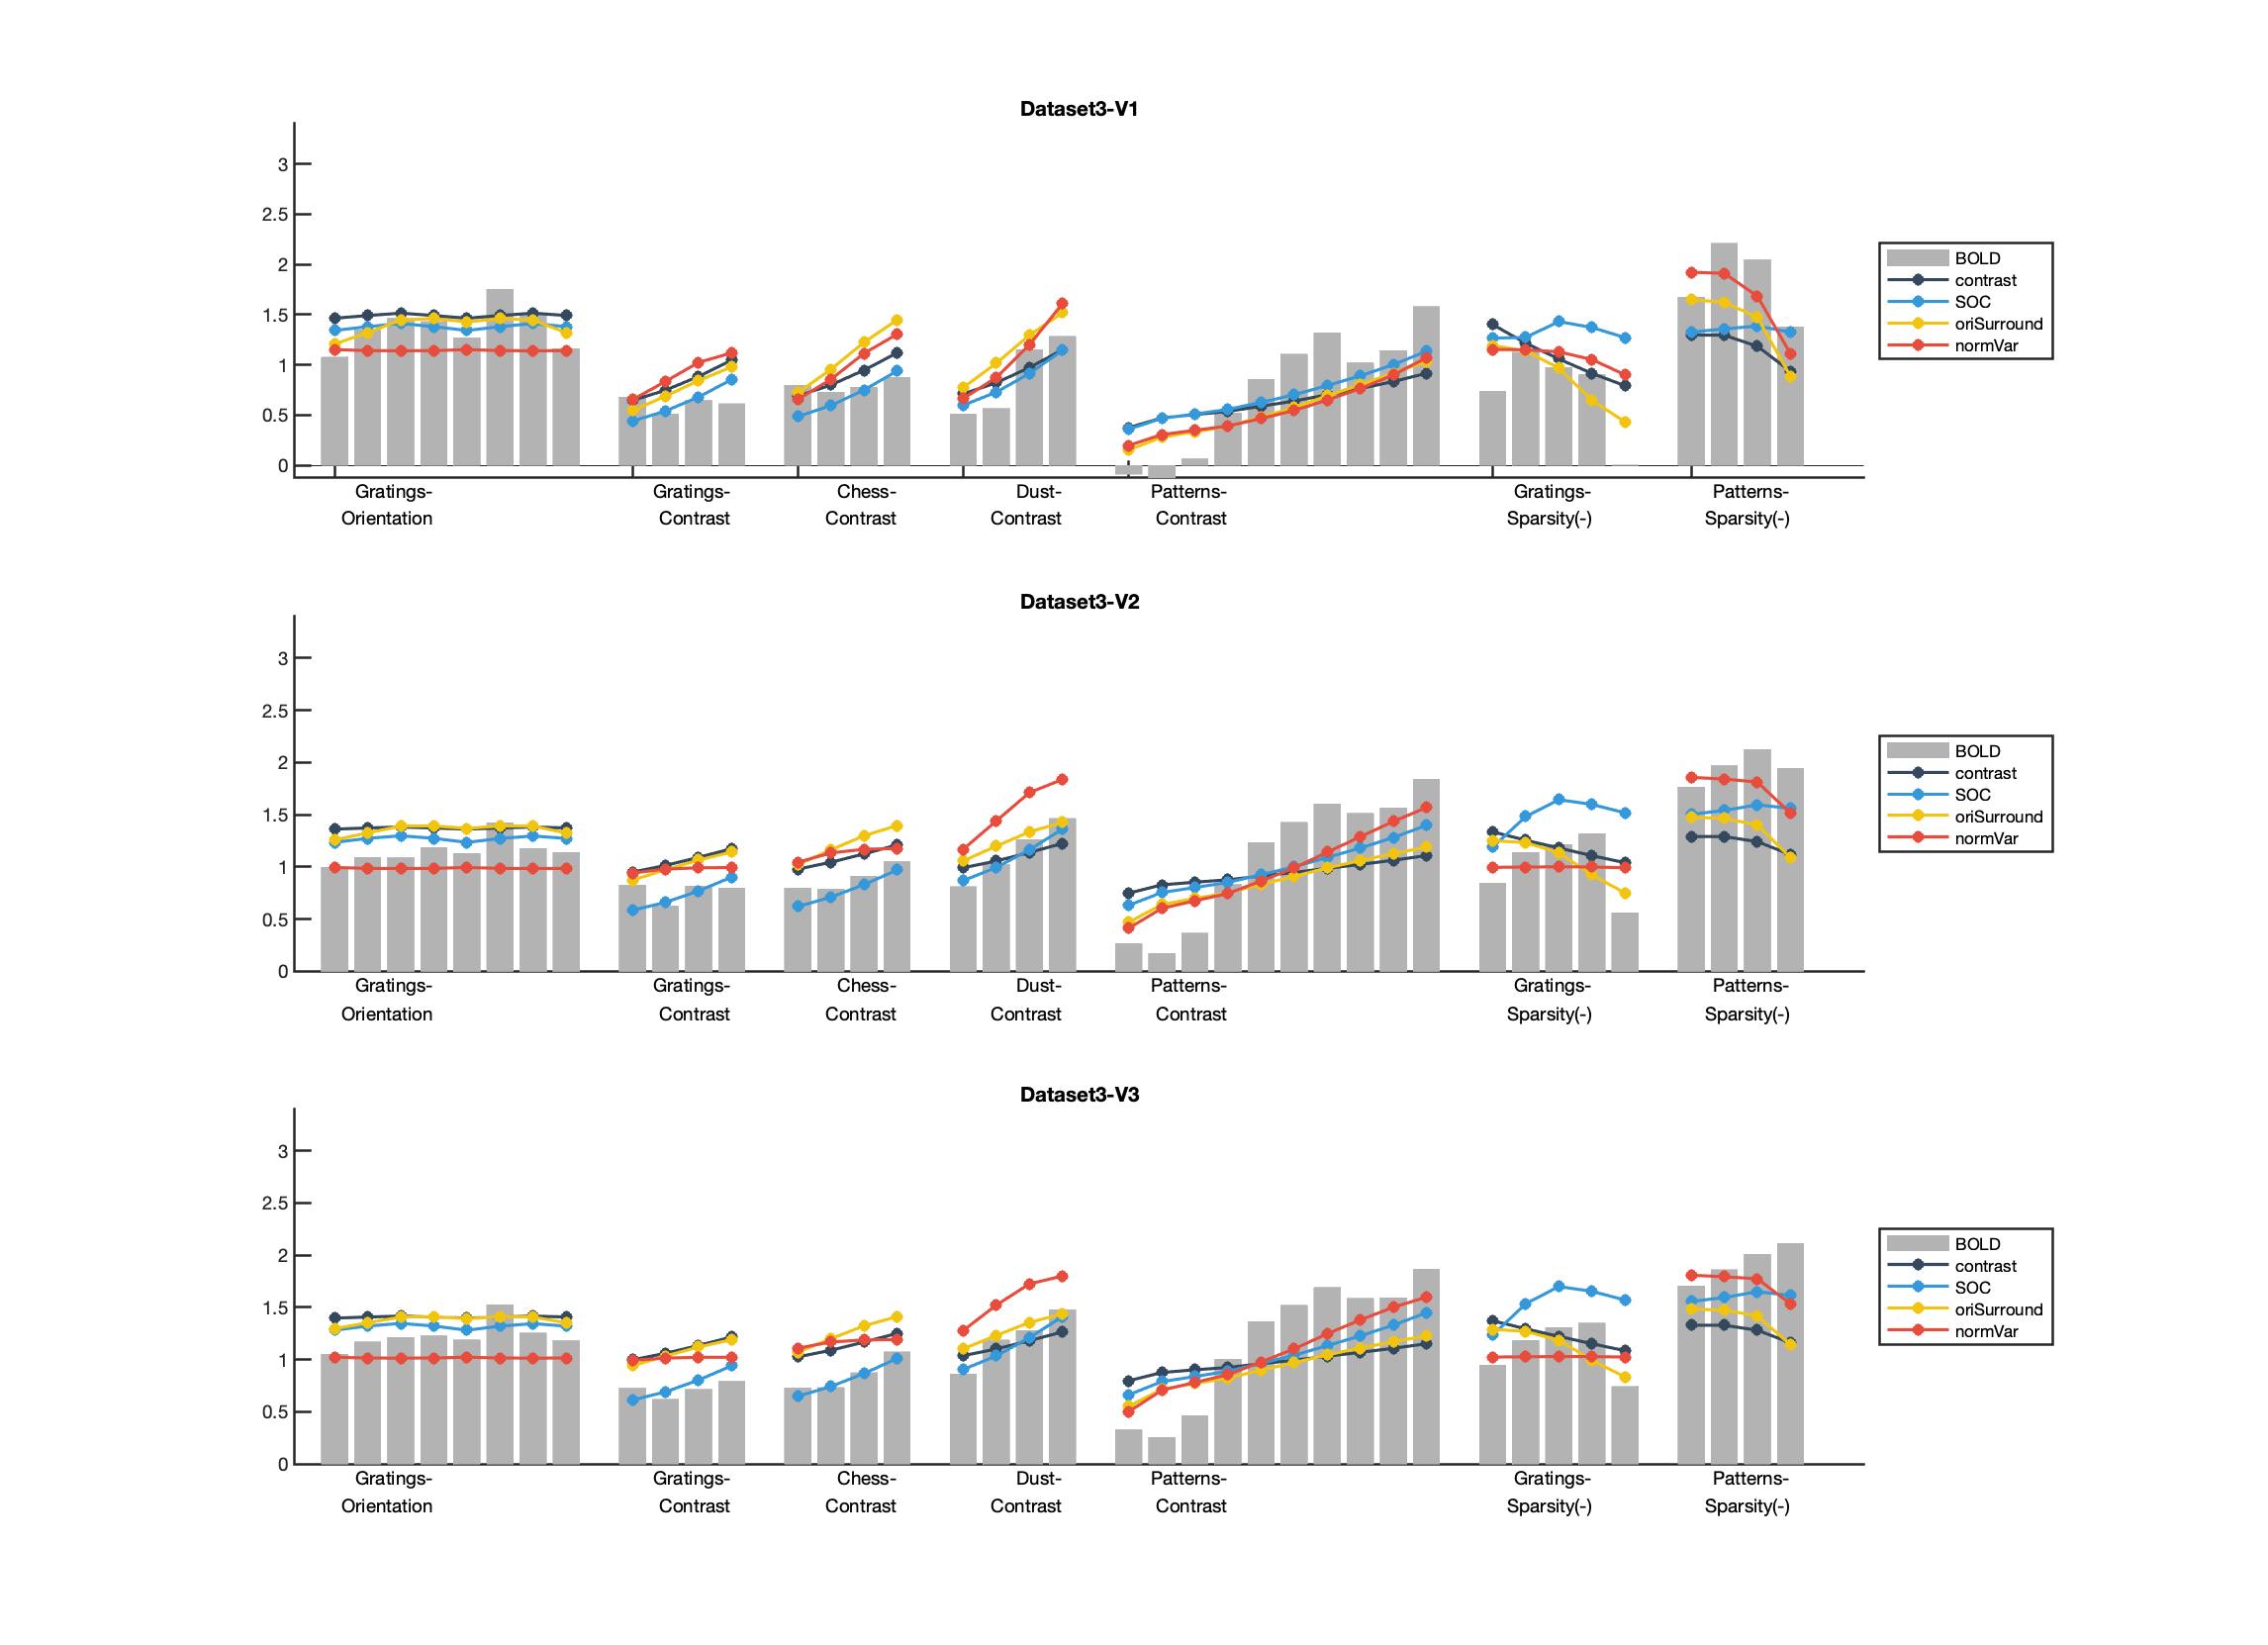 Dataset3-V1
3
2.5
2
1.5
1
0.5
0
Gratings-
Orientation
Gratings-
Contrast
Chess-
Contrast
Dust-
Contrast
Patterns-
Contrast
Gratings-
Sparsity(-)
Patterns-
Sparsity(-)
BOLD
contrast
SOC
oriSurround
normVar
Dataset3-V2
3
2.5
2
1.5
1
0.5
0
Gratings-
Orientation
Gratings-
Contrast
Chess-
Contrast
Dust-
Contrast
Patterns-
Contrast
Gratings-
Sparsity(-)
Patterns-
Sparsity(-)
BOLD
contrast
SOC
oriSurround
normVar
Dataset3-V3
3
2.5
2
1.5
1
0.5
0
Gratings-
Orientation
Gratings-
Contrast
Chess-
Contrast
Dust-
Contrast
Patterns-
Contrast
Gratings-
Sparsity(-)
Patterns-
Sparsity(-)
BOLD
contrast
SOC
oriSurround
normVar